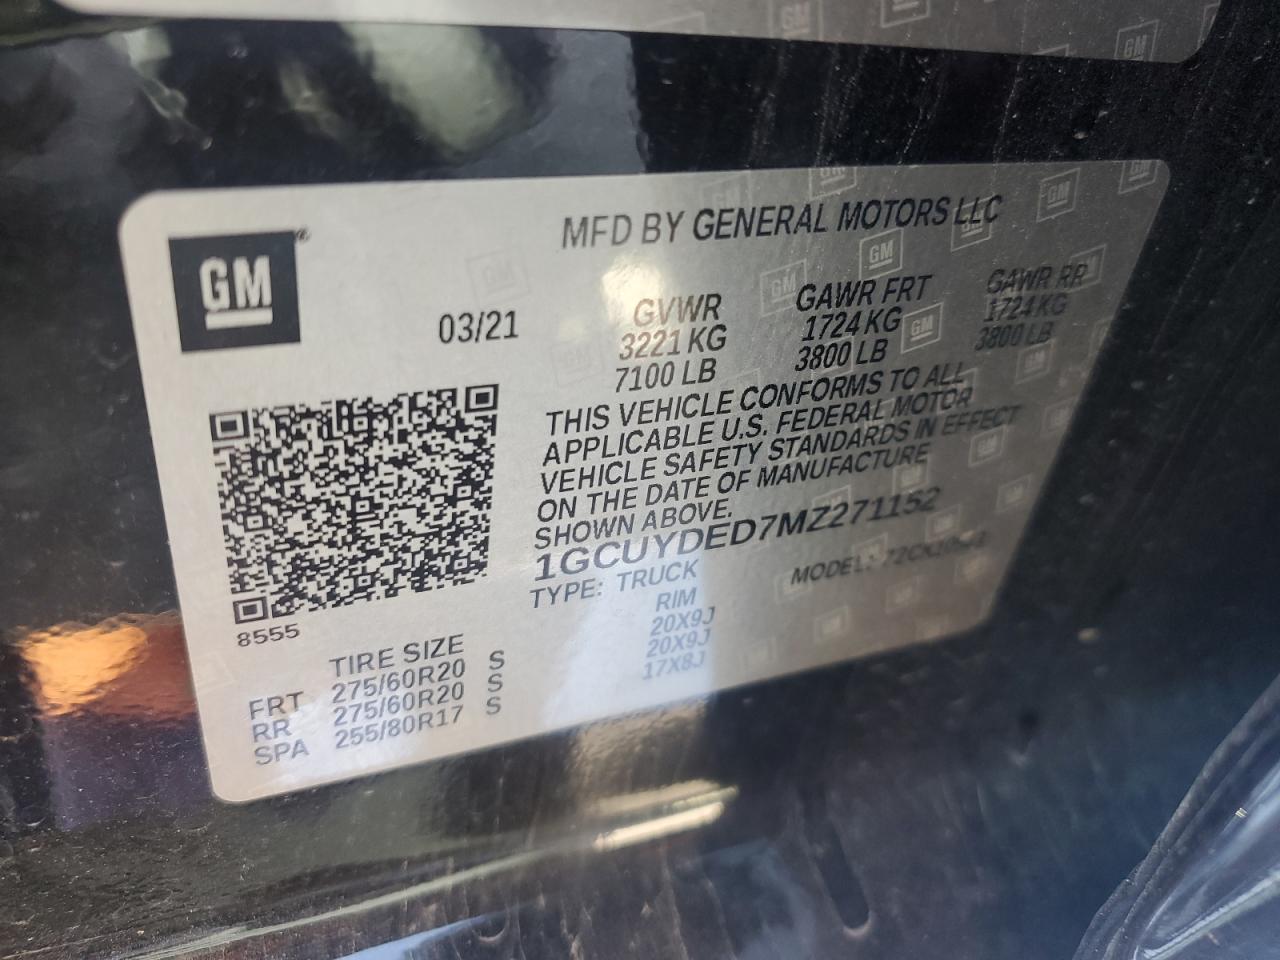 GM
MFD BY GENERAL MOTORS LLC
03/21
GVWR GAWR FRT GAWR RR
3221 KG 1724 KG 1724 KG
7100 LB 3800 LB 3800 LB
THIS VEHICLE CONFORMS TO ALL
APPLICABLE U.S. FEDERAL MOTOR
VEHICLE SAFETY STANDARDS IN EFFECT
ON THE DATE OF MANUFACTURE
SHOWN ABOVE.
1GCUYDED7MZ271152
TYPE: TRUCK MODEL:
8555
TIRE SIZE RIM
FRT 275/60R20 S 20X9J
RR 275/60R20 S 20X9J
SPA 255/80R17 S 17X8J